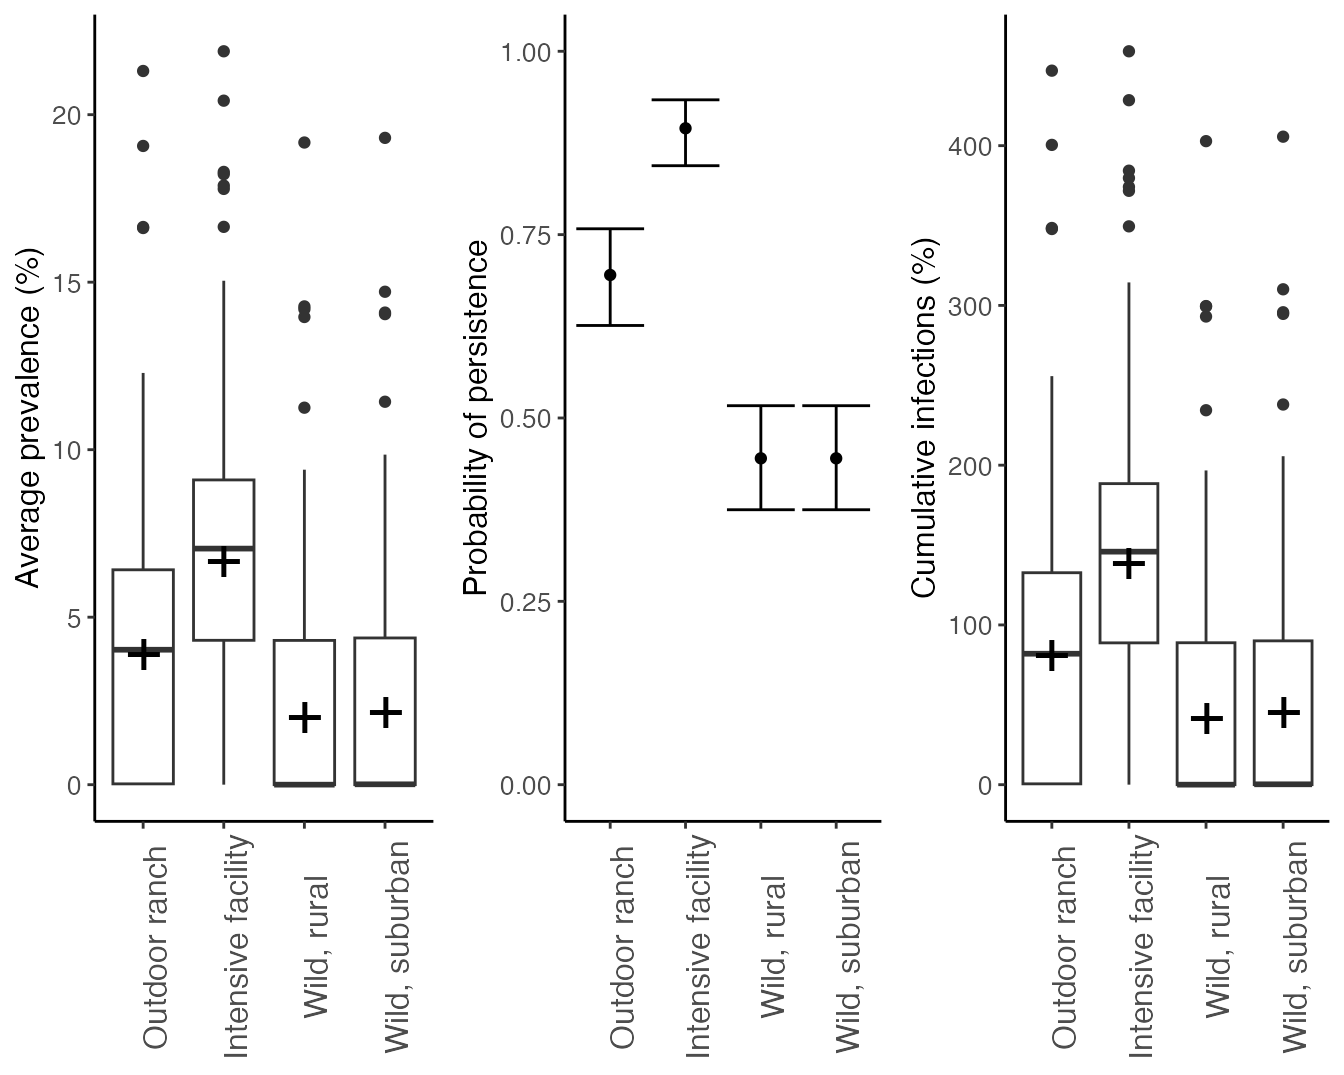 Average prevalence (%)
20
15
10
5
0
Outdoor ranch
Intensive facility
Wild, rural
Wild, suburban
Probability of persistence
1.00
0.75
0.50
0.25
0.00
Outdoor ranch
Intensive facility
Wild, rural
Wild, suburban
Cumulative infections (%)
400
300
200
100
0
Outdoor ranch
Intensive facility
Wild, rural
Wild, suburban